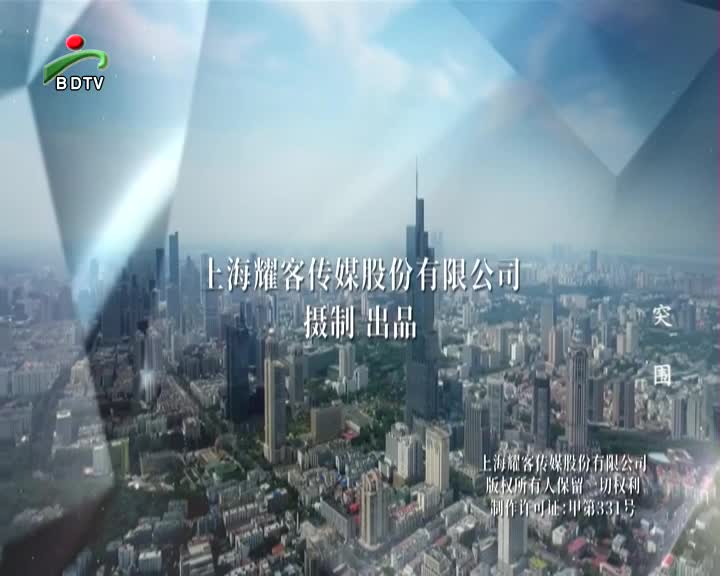 BDTV
上海耀客传媒股份有限公司
摄制 出品
突围
上海耀客传媒股份有限公司
版权所有人保留一切权利
制作许可证:甲第331号